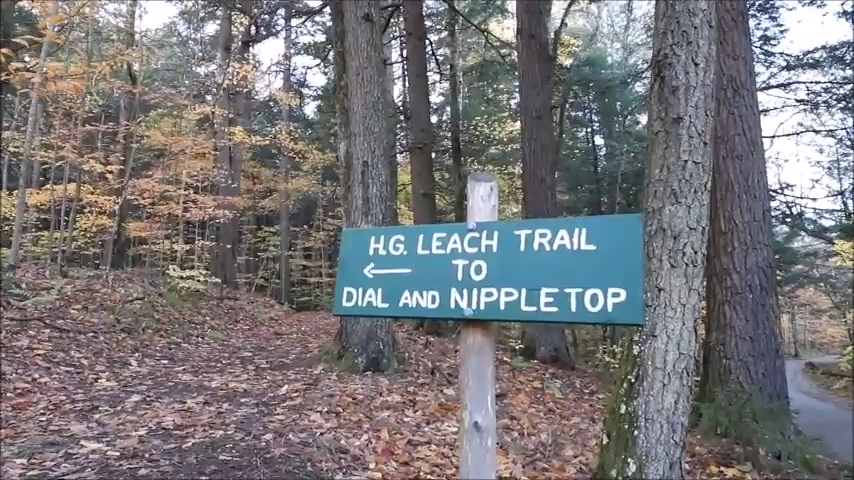 H.G. LEACH TRAIL
← TO
DIAL AND NIPPLETOP